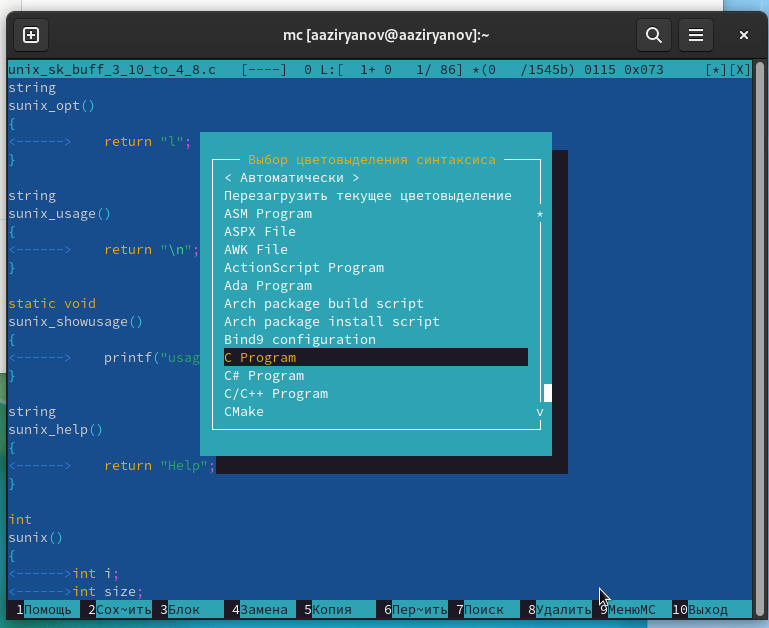 mc [aaziryanov@aaziryanov]:~
unix_sk_buff_3_10_to_4_8.c [----] 0 L:[ 1+ 0 1/ 86] *(0 /1545b) 0115 0x073 [*][X]
string
sunix_opt()
{
<------> return "l";
}
Выбор цветовыделения синтаксиса
< Автоматически >
Перезагрузить текущее цветовыделение
ASM Program *
ASPX File
AWK File
ActionScript Program
Ada Program
Arch package build script
Arch package install script
Bind9 configuration
C Program
C# Program
C/C++ Program
CMake v
string
sunix_usage()
{
<------> return "\n";
}
static void
sunix_showusage()
{
<------> printf("usag
}
string
sunix_help()
{
<------> return "Help";
}
int
sunix()
{
<------>int i;
<------>int size;
1Помощь 2Сох~ить 3Блок 4Замена 5Копия 6Пер~ить 7Поиск 8Удалить 9МенюMC 10Выход